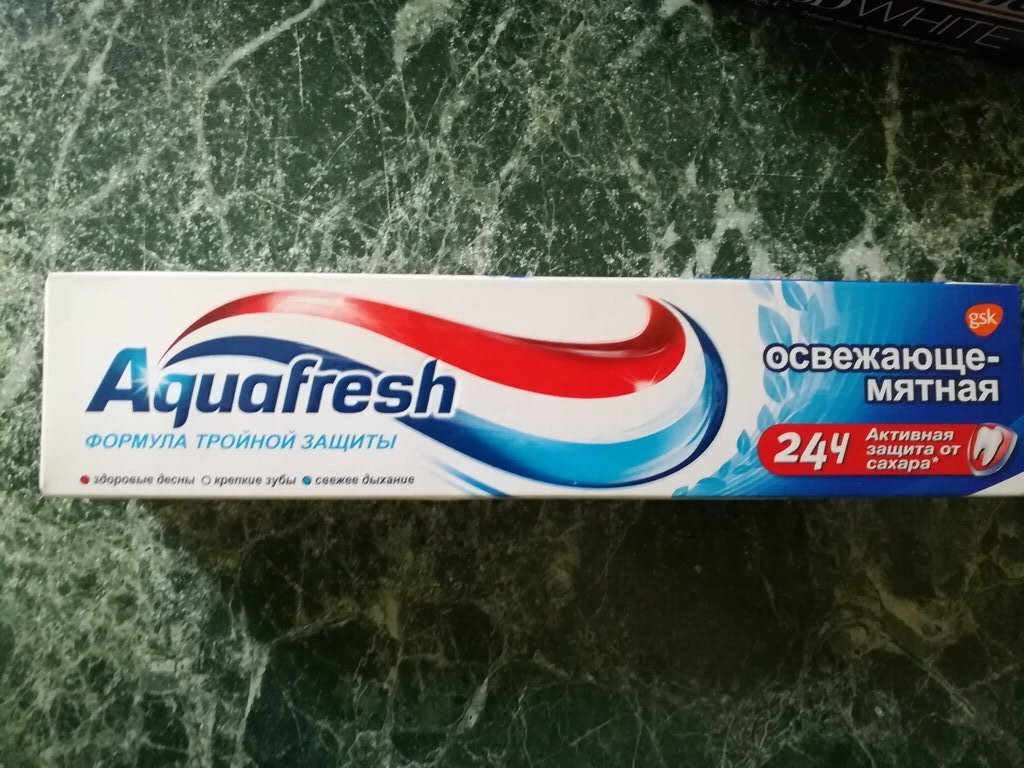 WHITE
Aquafresh
ФОРМУЛА ТРОЙНОЙ ЗАЩИТЫ
здоровые десны крепкие зубы свежее дыхание
gsk
освежающе-
мятная
24ч
Активная
защита от
сахара*